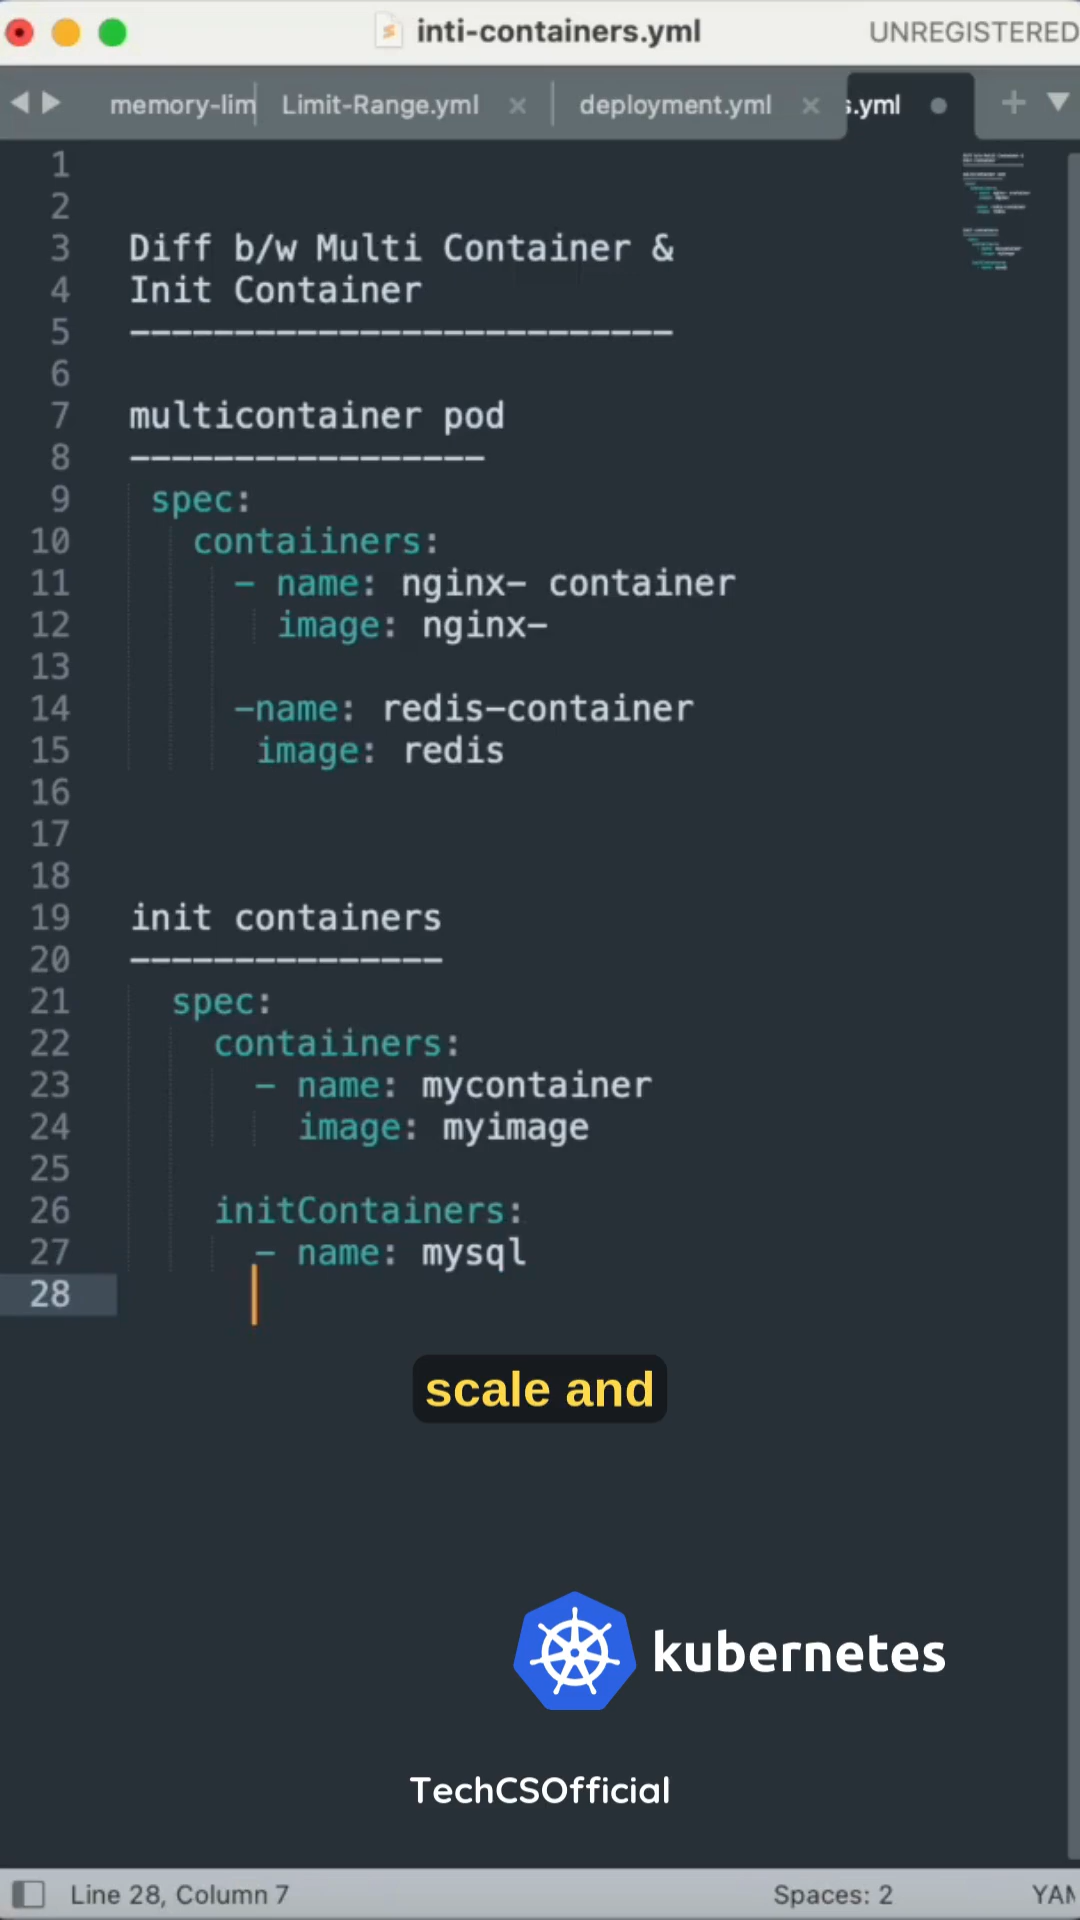 inti-containers.yml
UNREGISTERED
memory-lim
Limit-Range.yml
deployment.yml
s.yml
1
2
3 Diff b/w Multi Container &
4 Init Container
5 --------------------------
6
7 multicontainer pod
8 -----------------
9 spec:
10 contaiiners:
11 - name: nginx- container
12 image: nginx-
13
14 -name: redis-container
15 image: redis
16
17
18
19 init containers
20 ---------------
21 spec:
22 contaiiners:
23 - name: mycontainer
24 image: myimage
25
26 initContainers:
27 - name: mysql
28
scale and
kubernetes
TechCSOfficial
Line 28, Column 7
Spaces: 2
YAM